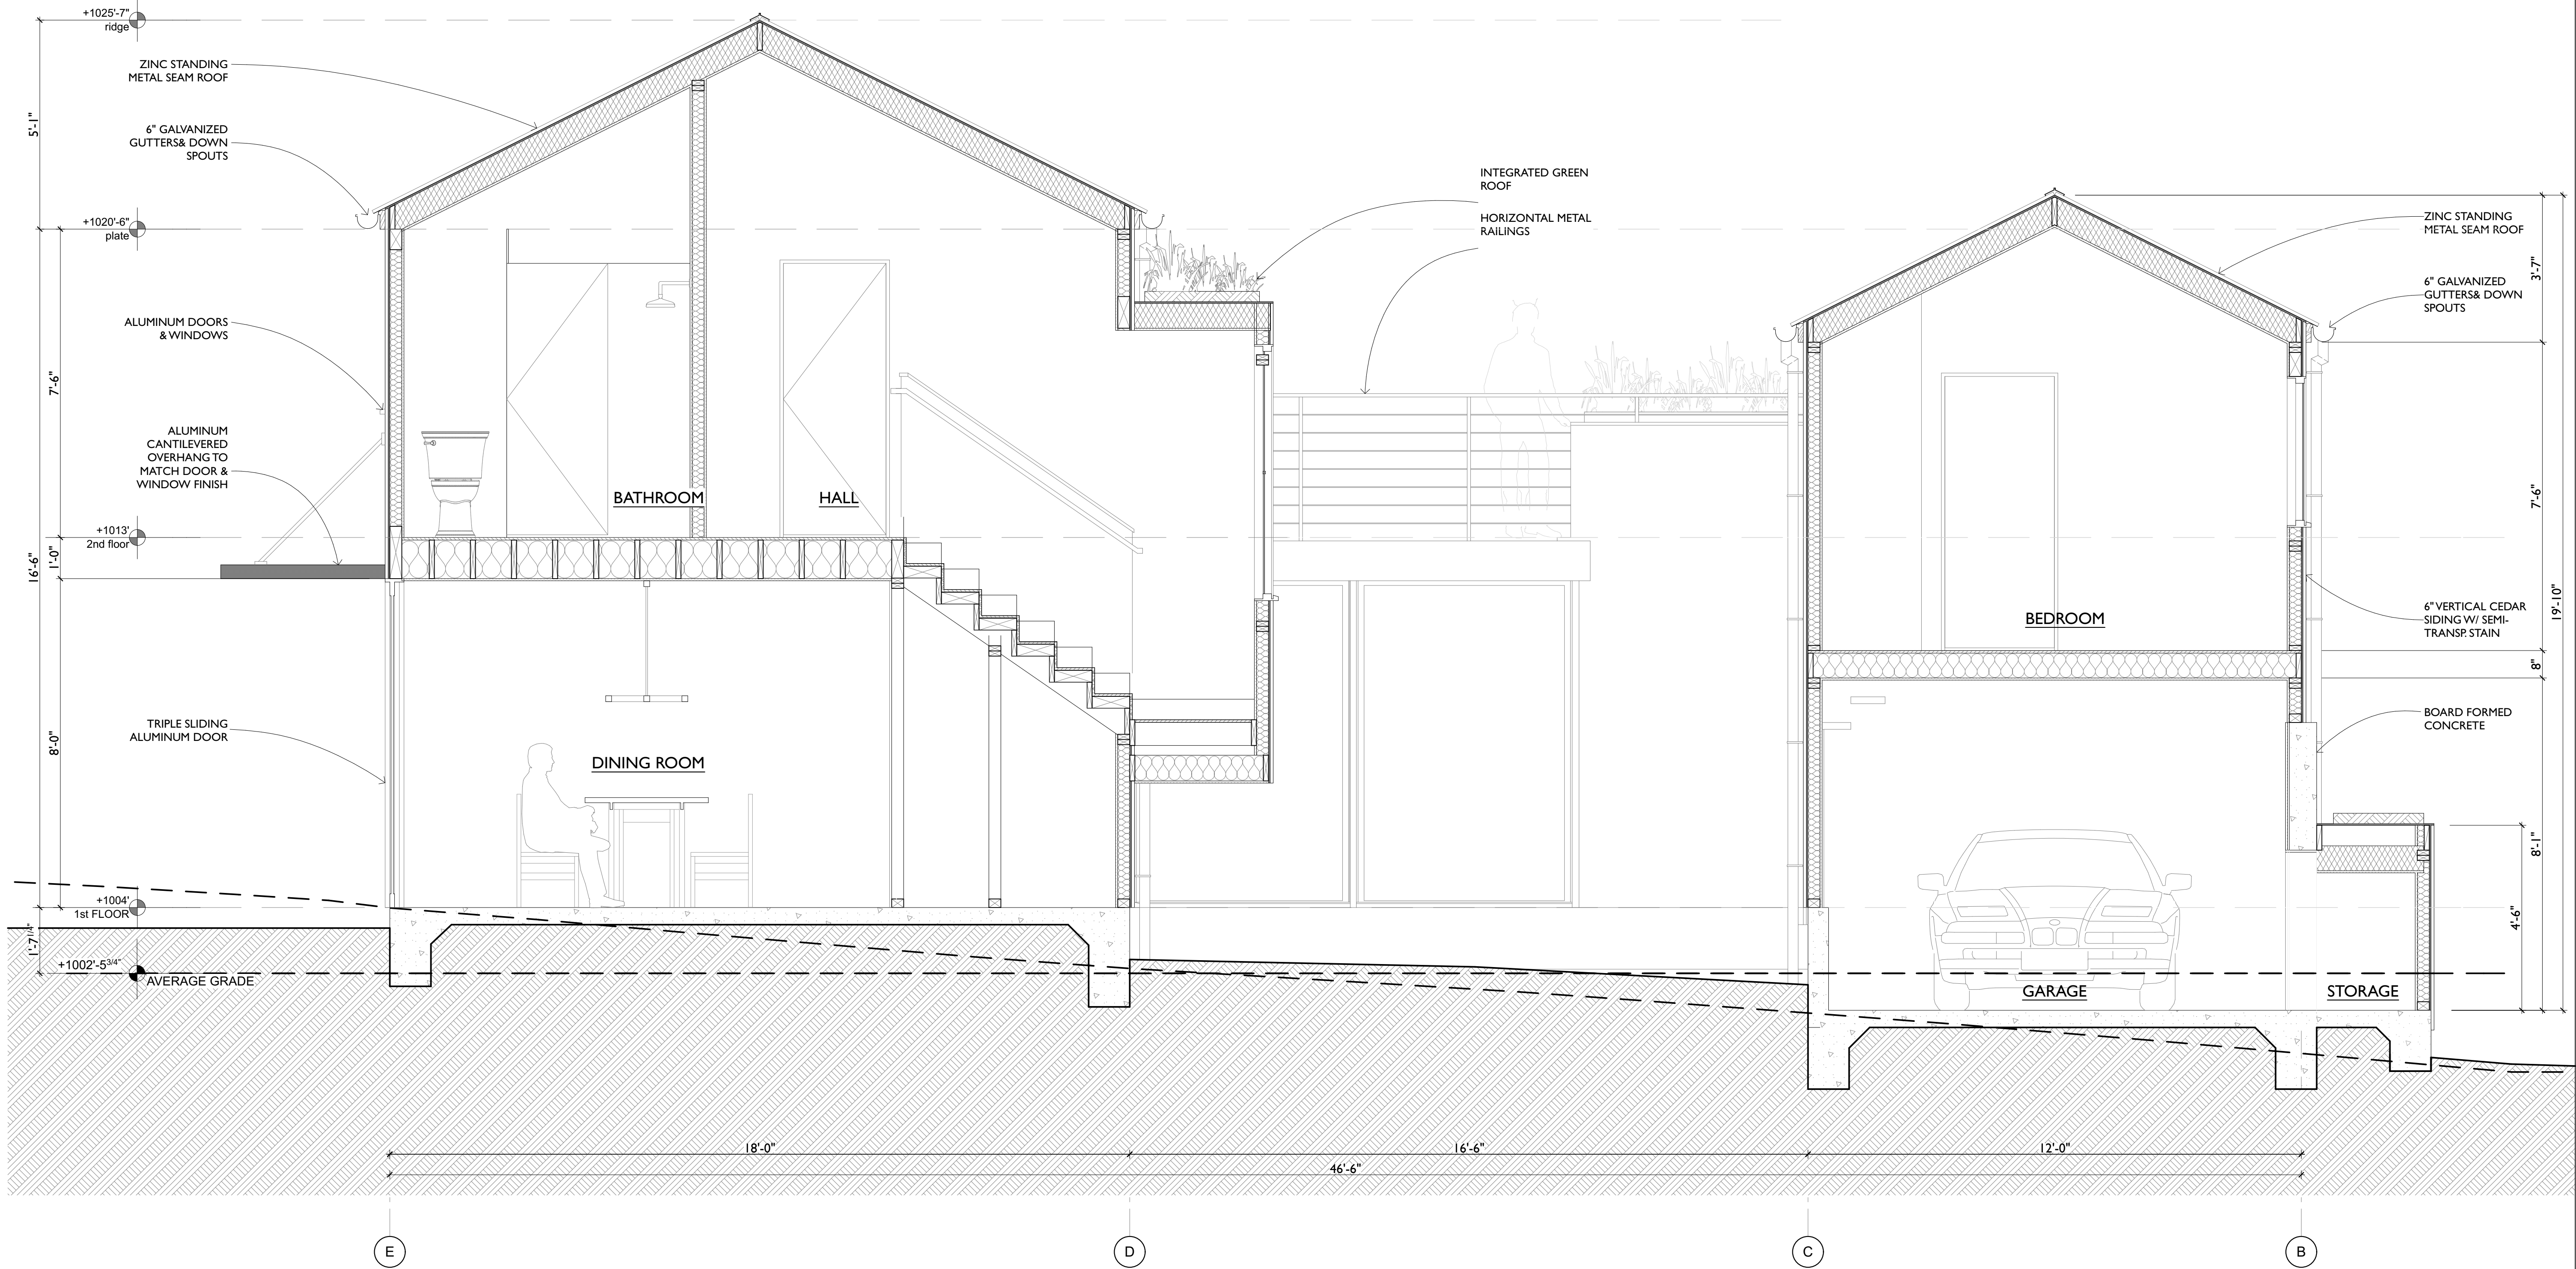 +1025'-7"
ridge
ZINC STANDING
METAL SEAM ROOF
5'-1"
6" GALVANIZED
GUTTERS& DOWN
SPOUTS
+1020'-6"
plate
ALUMINUM DOORS
& WINDOWS
7'-6"
ALUMINUM
CANTILEVERED
OVERHANG TO
MATCH DOOR &
WINDOW FINISH
+1013'
2nd floor
1'-0"
16'-6"
TRIPLE SLIDING
ALUMINUM DOOR
8'-0"
+1004'
1st FLOOR
1'-7 1/4"
+1002'-5 3/4"
AVERAGE GRADE
BATHROOM
HALL
DINING ROOM
INTEGRATED GREEN
ROOF
HORIZONTAL METAL
RAILINGS
BEDROOM
GARAGE
STORAGE
ZINC STANDING
METAL SEAM ROOF
3'-7"
6" GALVANIZED
GUTTERS& DOWN
SPOUTS
7'-6"
19'-10"
6" VERTICAL CEDAR
SIDING W/ SEMI-
TRANSP. STAIN
8"
BOARD FORMED
CONCRETE
8'-1"
4'-6"
18'-0"
16'-6"
12'-0"
46'-6"
E
D
C
B